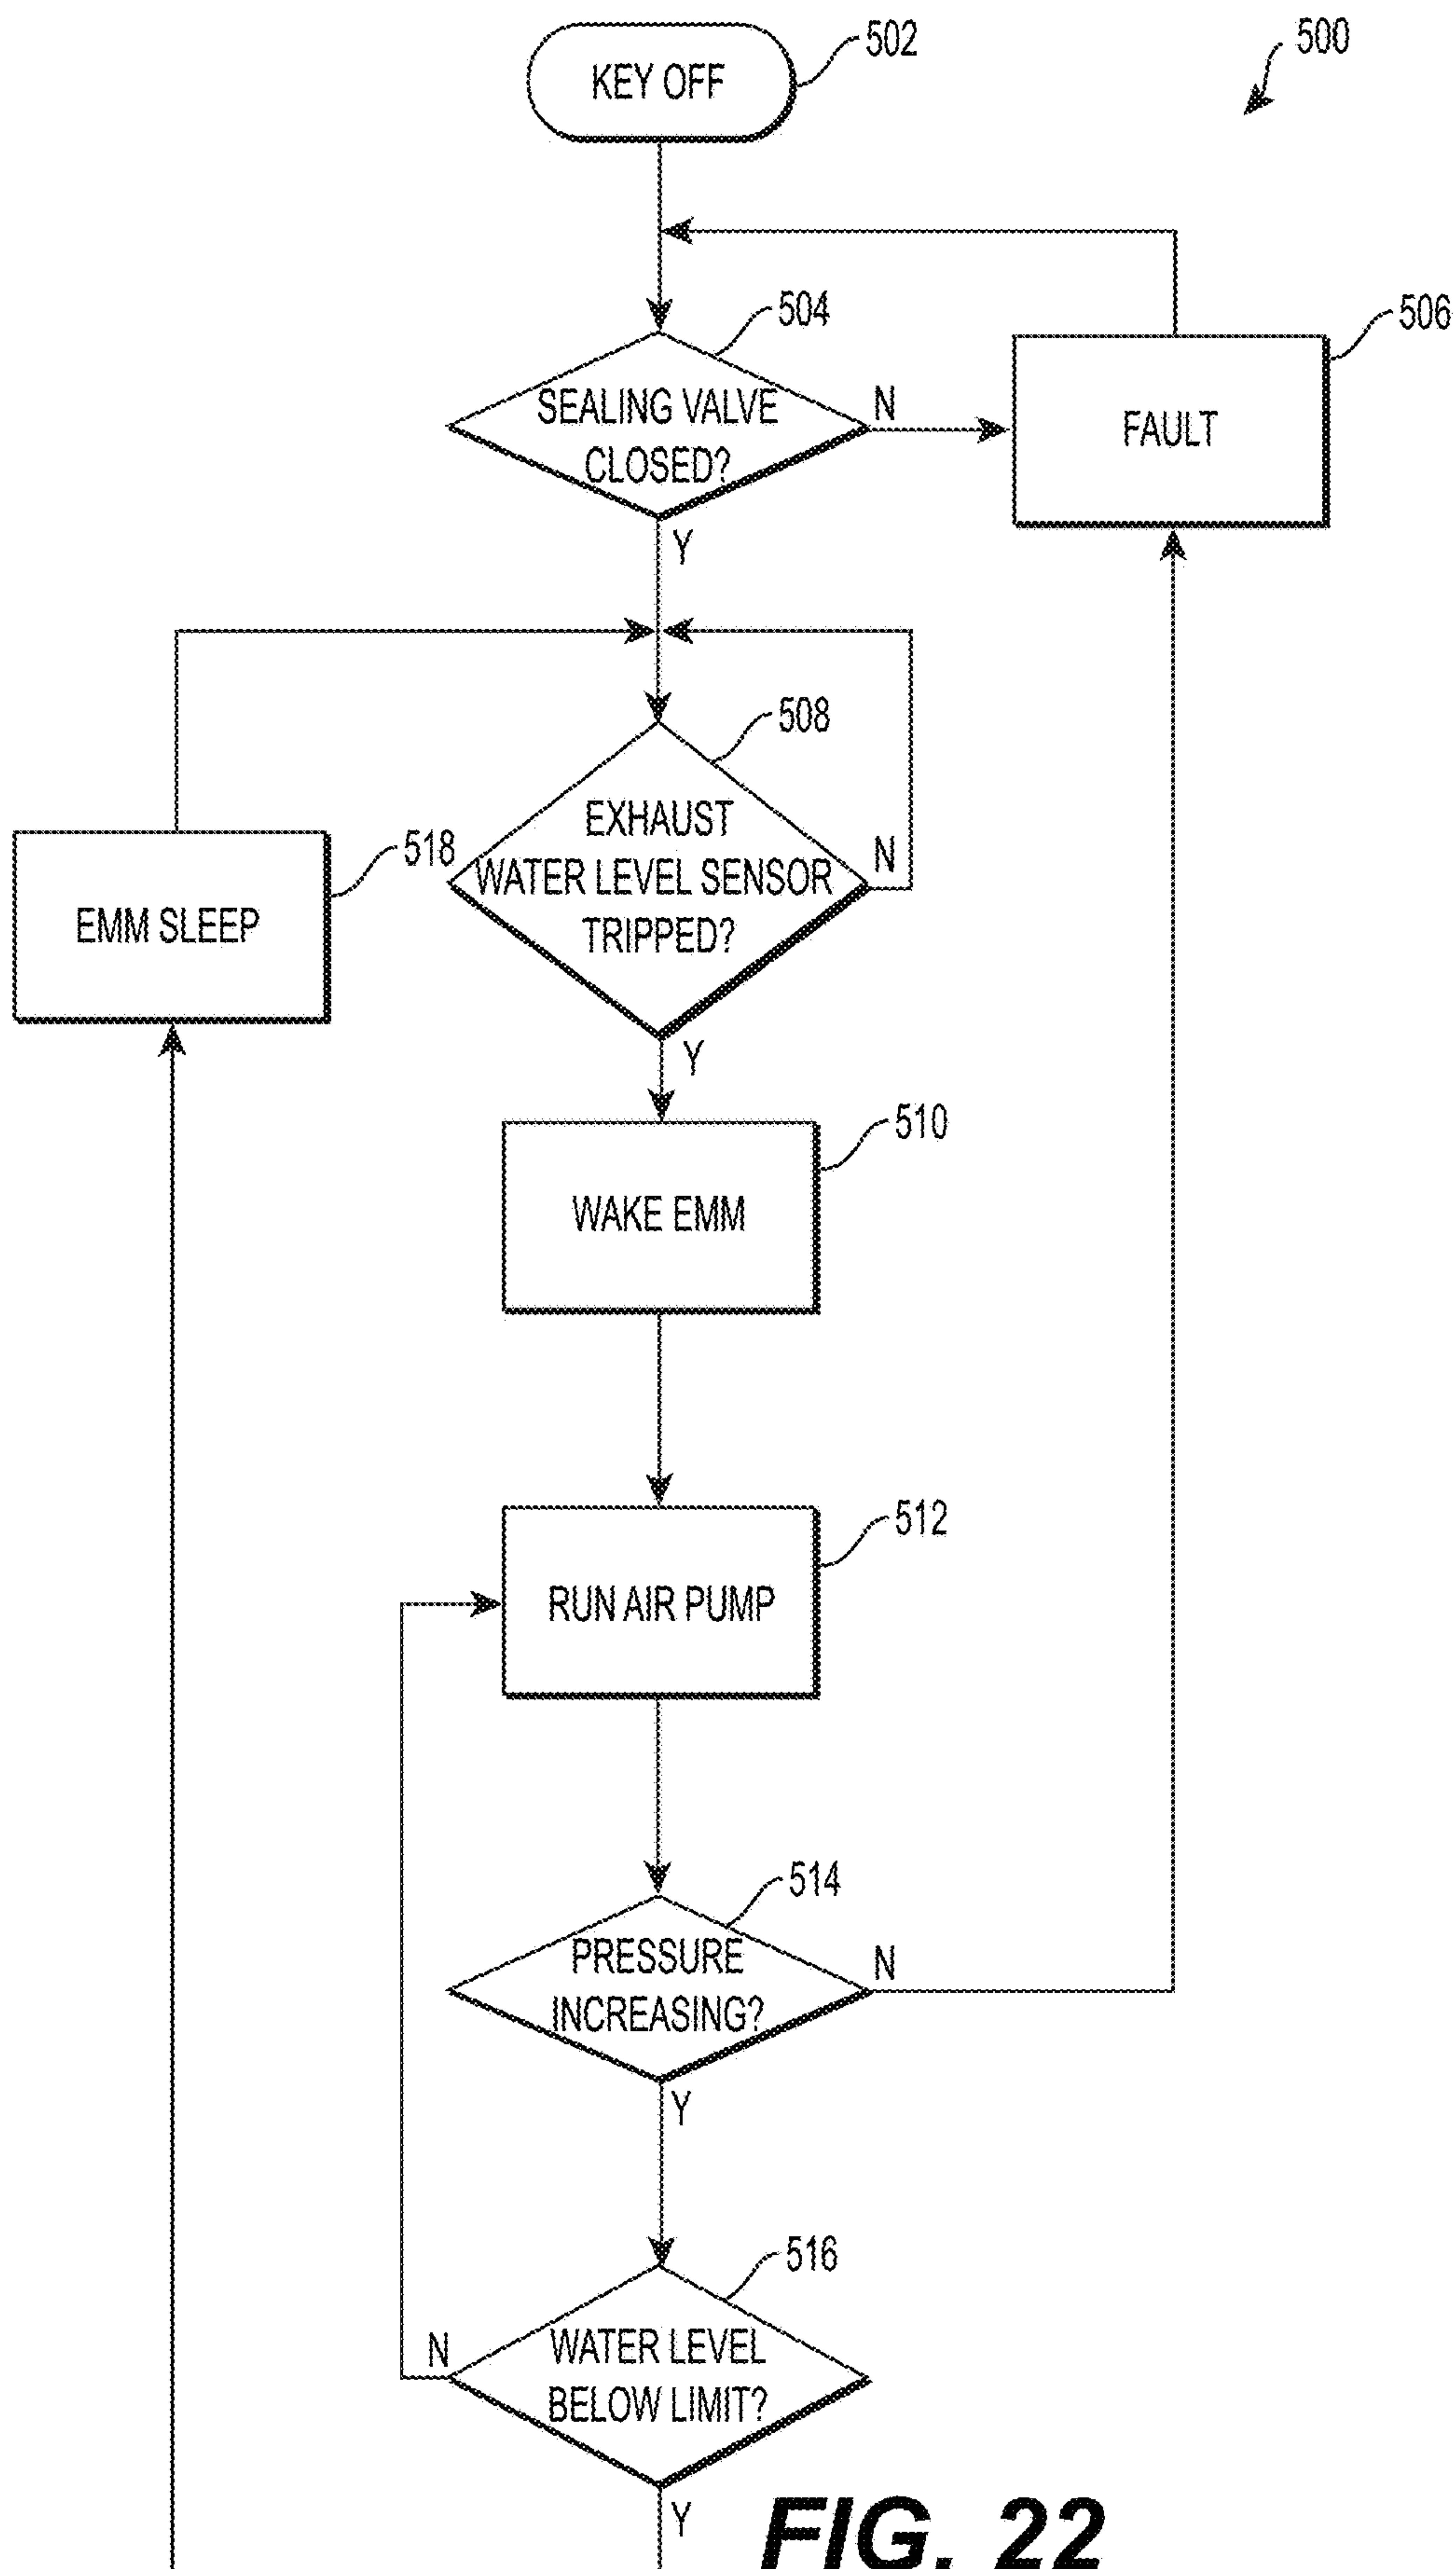 KEY OFF
502
500
504
SEALING VALVE
CLOSED?
N
Y
506
FAULT
508
EXHAUST
WATER LEVEL SENSOR
TRIPPED?
N
Y
518
EMM SLEEP
510
WAKE EMM
512
RUN AIR PUMP
514
PRESSURE
INCREASING?
N
Y
516
WATER LEVEL
BELOW LIMIT?
N
Y
FIG. 22